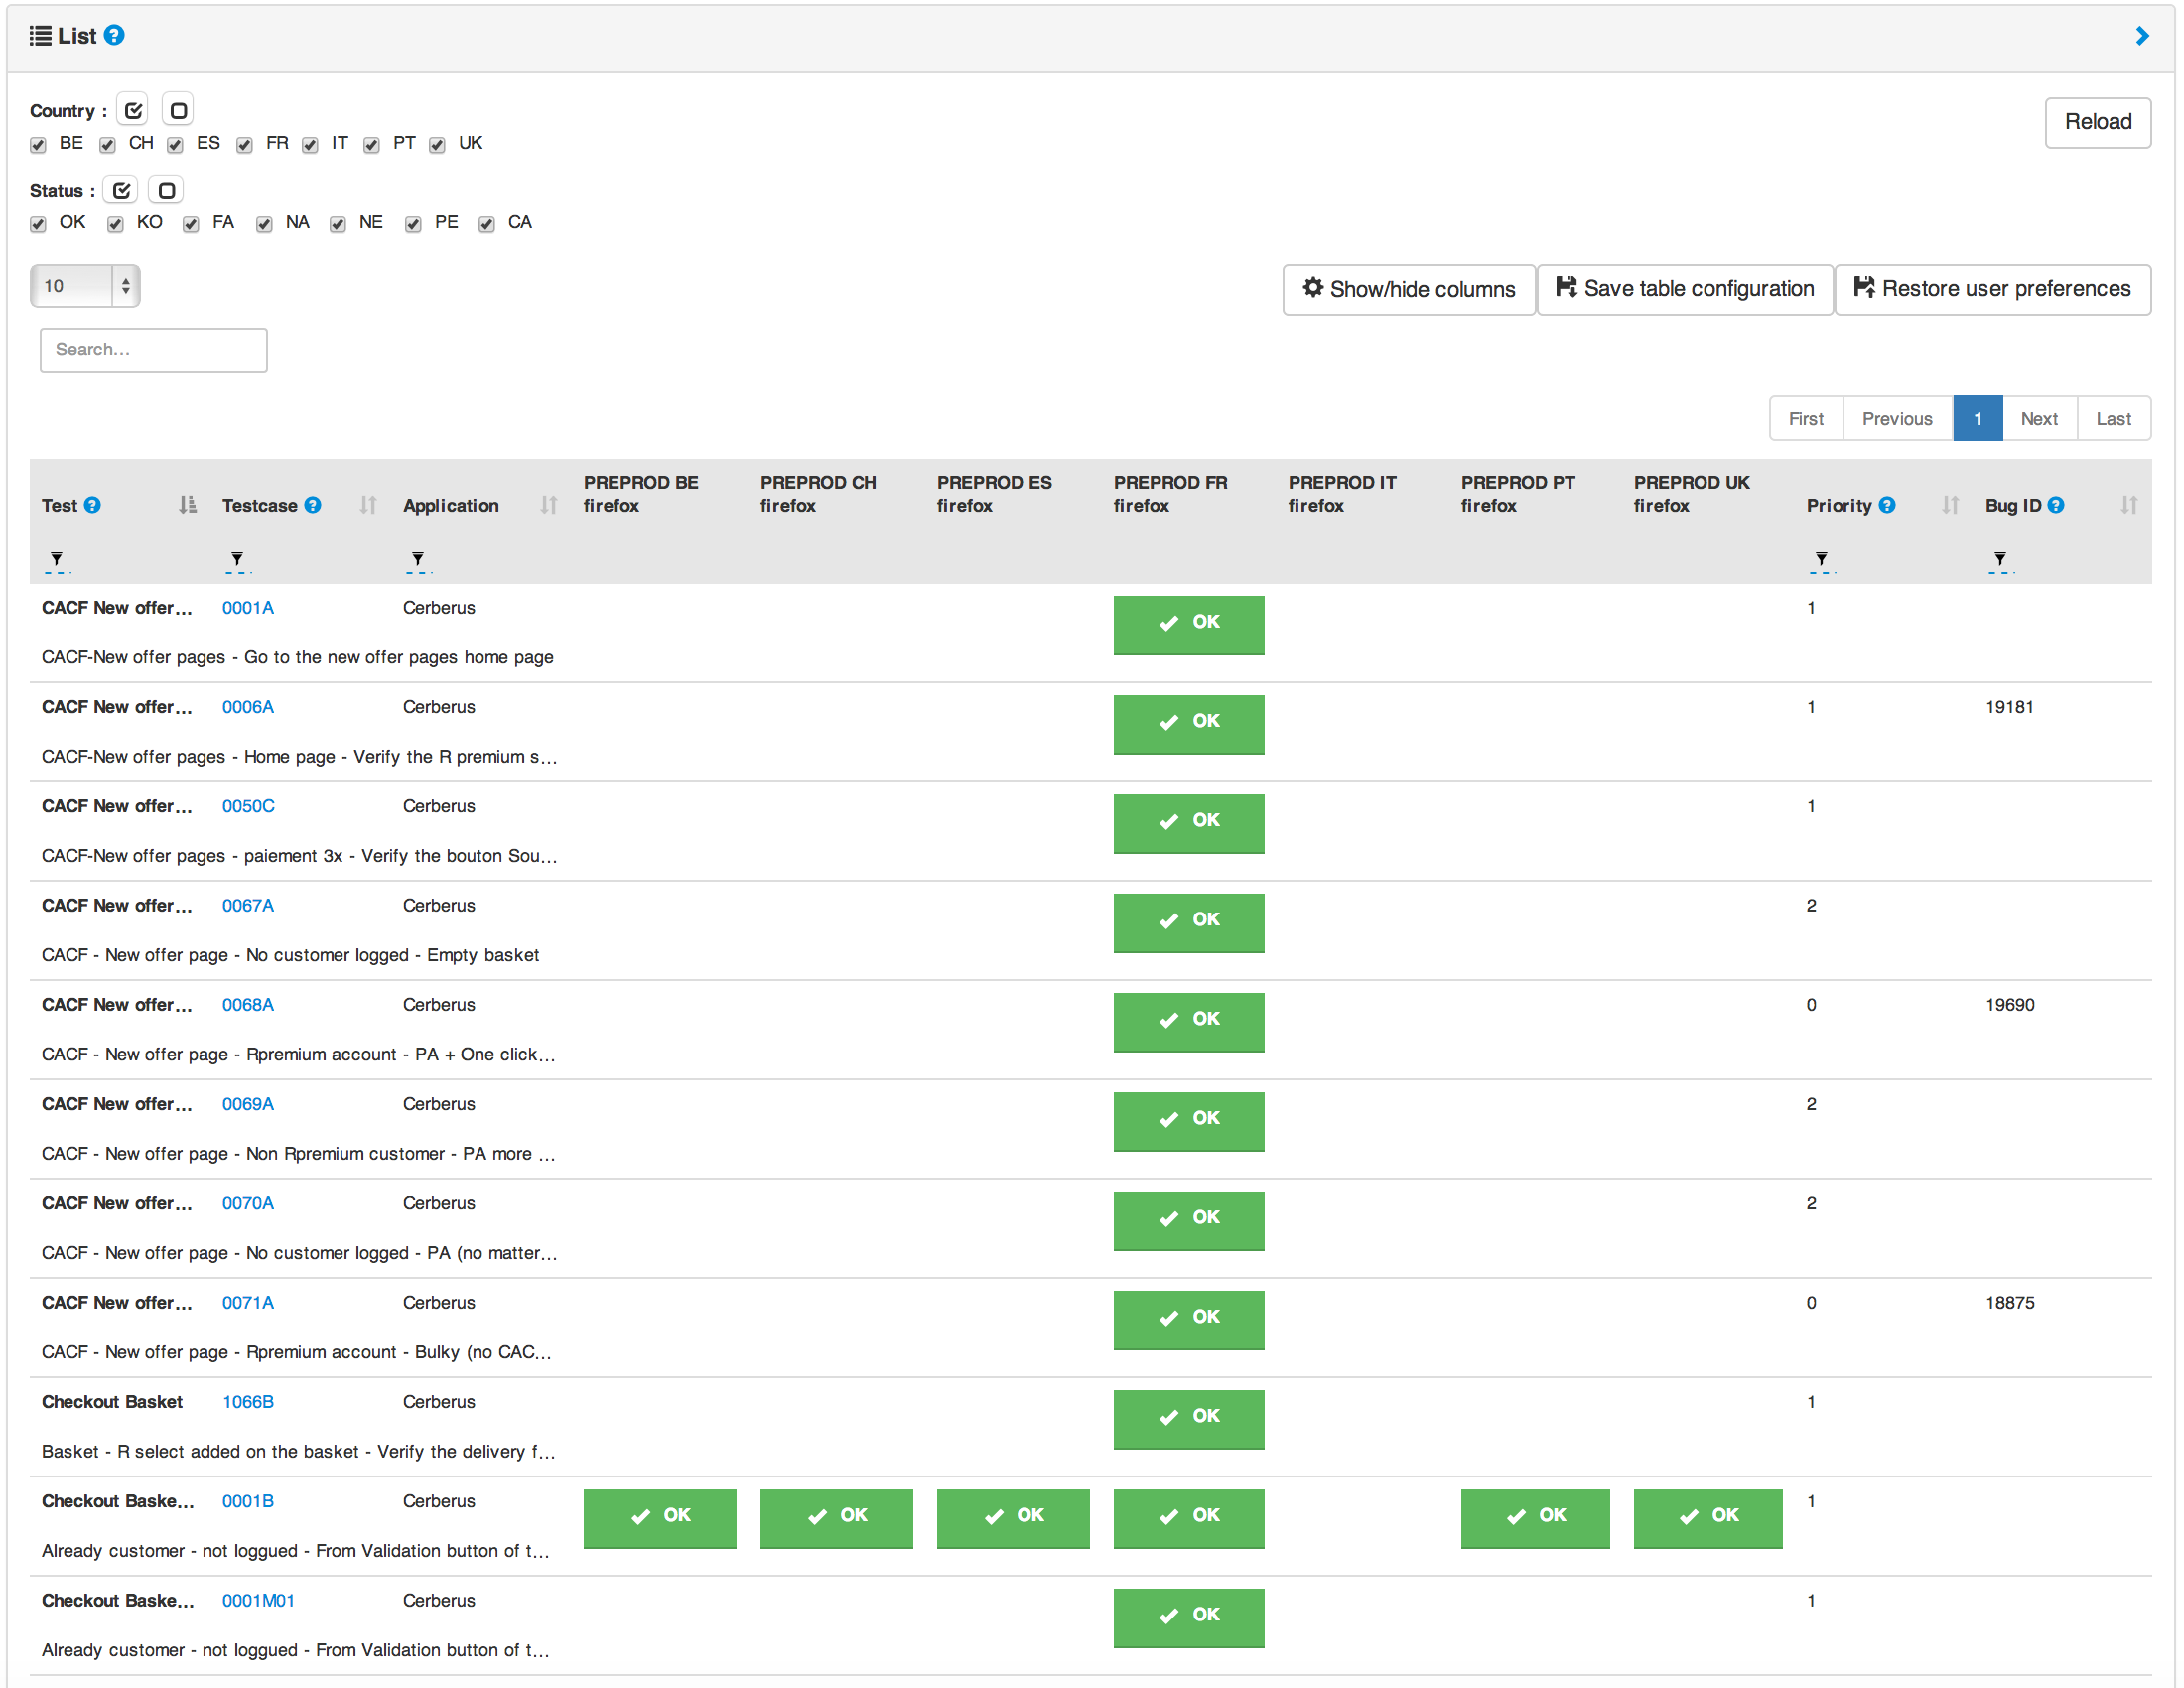 List
Country :
BE CH ES FR IT PT UK
Reload
Status :
OK KO FA NA NE PE CA
10
Show/hide columns Save table configuration Restore user preferences
Search...
First Previous 1 Next Last
Test Testcase Application PREPROD BE firefox PREPROD CH firefox PREPROD ES firefox PREPROD FR firefox PREPROD IT firefox PREPROD PT firefox PREPROD UK firefox Priority Bug ID
CACF New offer... 0001A Cerberus OK 1
CACF-New offer pages - Go to the new offer pages home page
CACF New offer... 0006A Cerberus OK 1 19181
CACF-New offer pages - Home page - Verify the R premium s...
CACF New offer... 0050C Cerberus OK 1
CACF-New offer pages - paiement 3x - Verify the bouton Sou...
CACF New offer... 0067A Cerberus OK 2
CACF - New offer page - No customer logged - Empty basket
CACF New offer... 0068A Cerberus OK 0 19690
CACF - New offer page - Rpremium account - PA + One click...
CACF New offer... 0069A Cerberus OK 2
CACF - New offer page - Non Rpremium customer - PA more ...
CACF New offer... 0070A Cerberus OK 2
CACF - New offer page - No customer logged - PA (no matter...
CACF New offer... 0071A Cerberus OK 0 18875
CACF - New offer page - Rpremium account - Bulky (no CAC...
Checkout Basket 1066B Cerberus OK 1
Basket - R select added on the basket - Verify the delivery f...
Checkout Baske... 0001B Cerberus OK OK OK OK OK OK 1
Already customer - not loggued - From Validation button of t...
Checkout Baske... 0001M01 Cerberus OK 1
Already customer - not loggued - From Validation button of t...